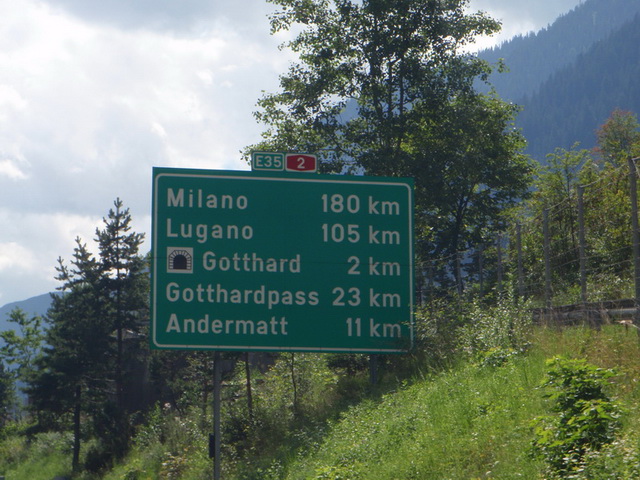 E35 2
Milano 180 km
Lugano 105 km
Gotthard 2 km
Gotthardpass 23 km
Andermatt 11 km